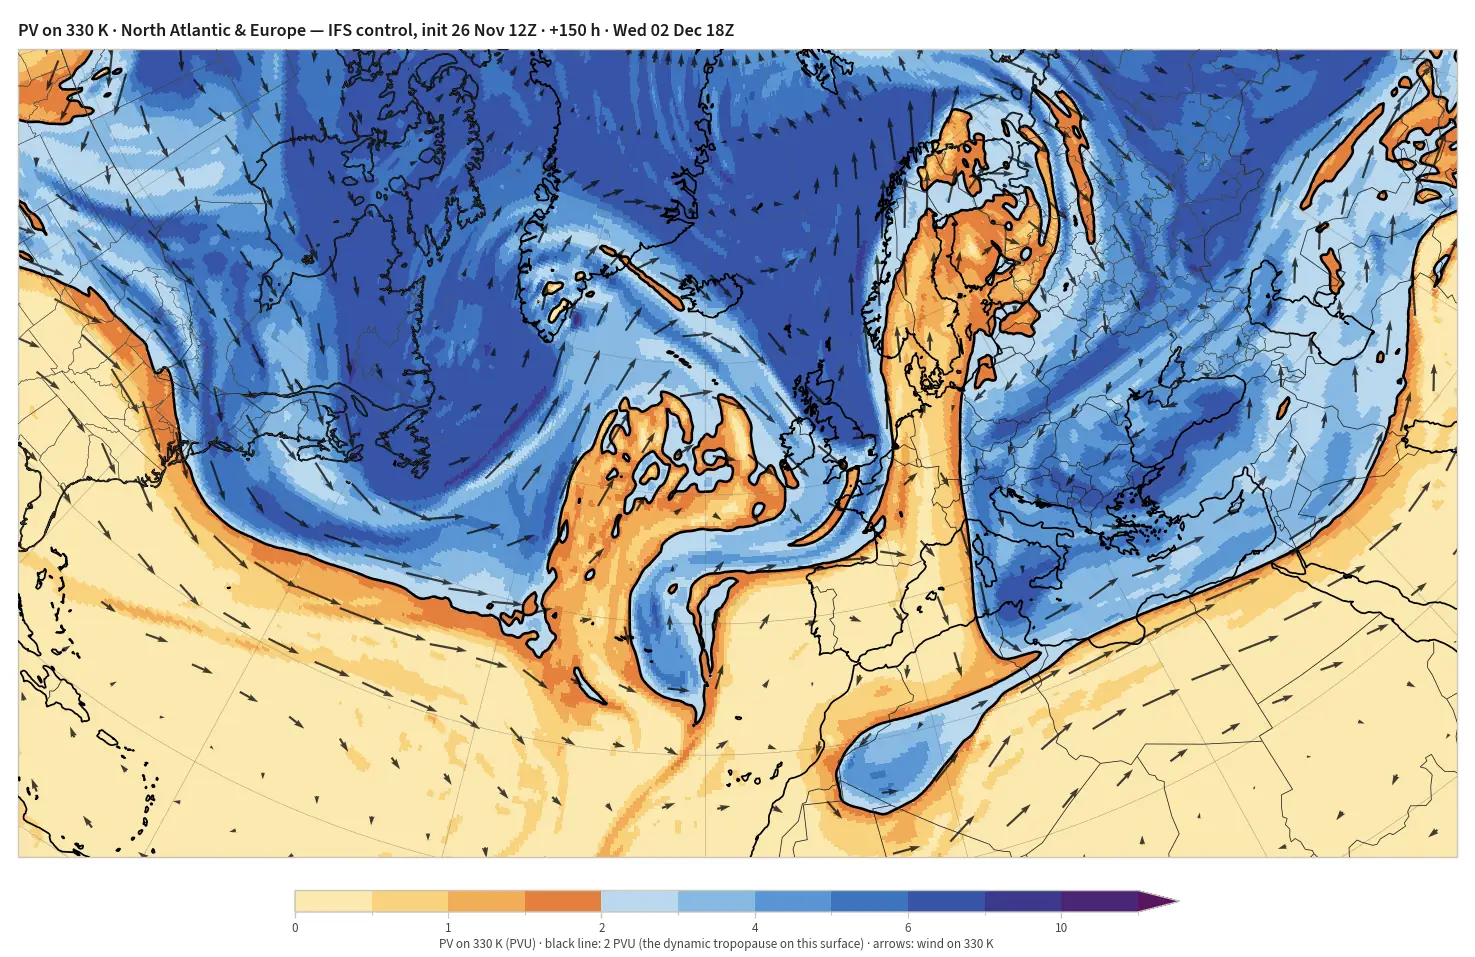 PV on 330 K · North Atlantic & Europe — IFS control, init 26 Nov 12Z · +150 h · Wed 02 Dec 18Z
0 1 2 4 6 10
PV on 330 K (PVU) · black line: 2 PVU (the dynamic tropopause on this surface) · arrows: wind on 330 K